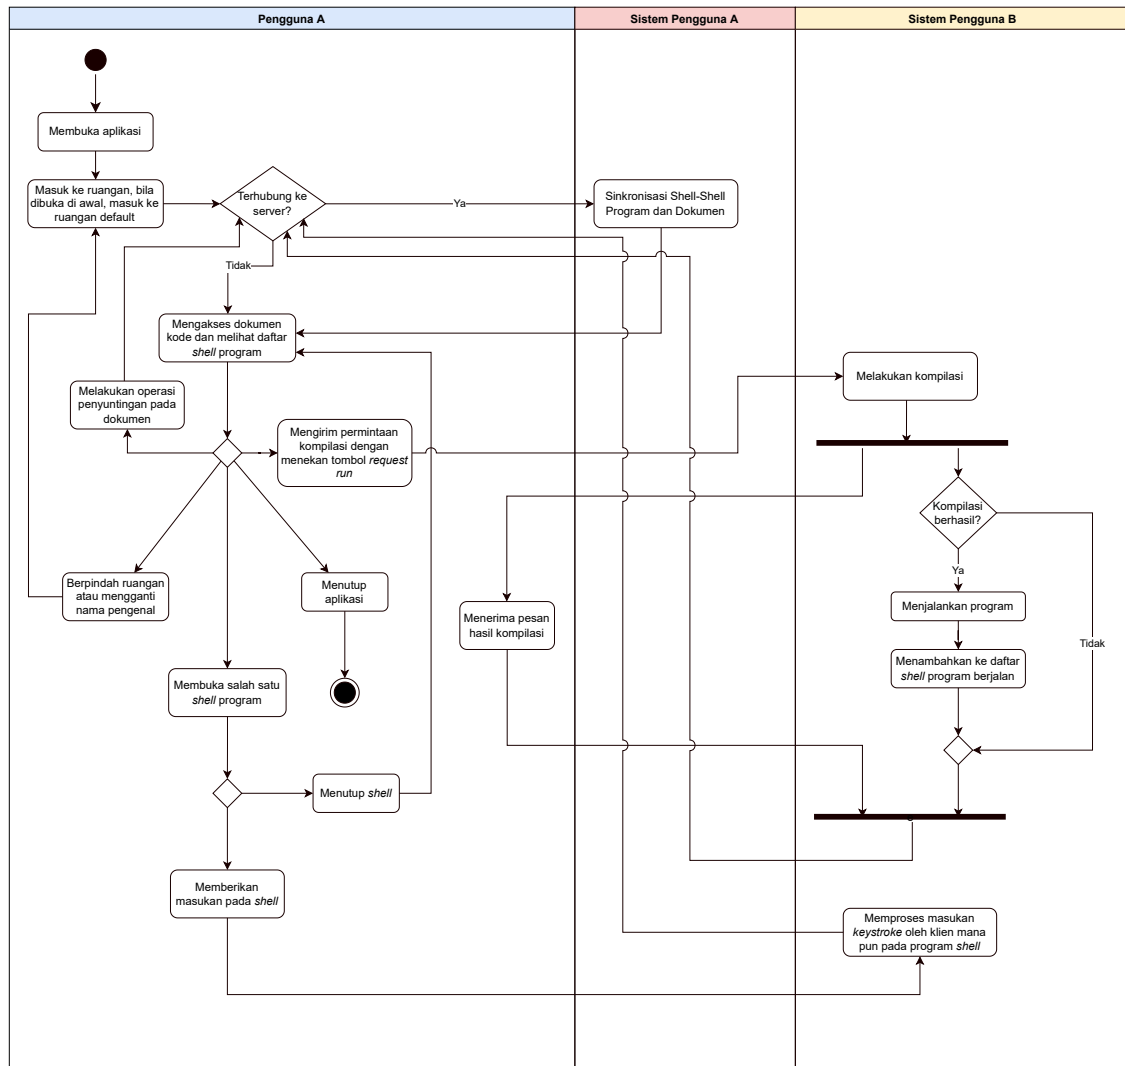 Pengguna A
Sistem Pengguna A
Sistem Pengguna B
Membuka aplikasi
Masuk ke ruangan, bila
dibuka di awal, masuk ke
ruangan default
Terhubung ke
server?
Ya
Sinkronisasi Shell-Shell
Program dan Dokumen
Tidak
Mengakses dokumen
kode dan melihat daftar
shell program
Melakukan operasi
penyuntingan pada
dokumen
Mengirim permintaan
kompilasi dengan
menekan tombol request
run
Melakukan kompilasi
Kompilasi
berhasil?
Ya
Tidak
Menjalankan program
Menambahkan ke daftar
shell program berjalan
Berpindah ruangan
atau mengganti
nama pengenal
Menutup
aplikasi
Menerima pesan
hasil kompilasi
Membuka salah satu
shell program
Menutup shell
Memberikan
masukan pada shell
Memproses masukan
keystroke oleh klien mana
pun pada program shell